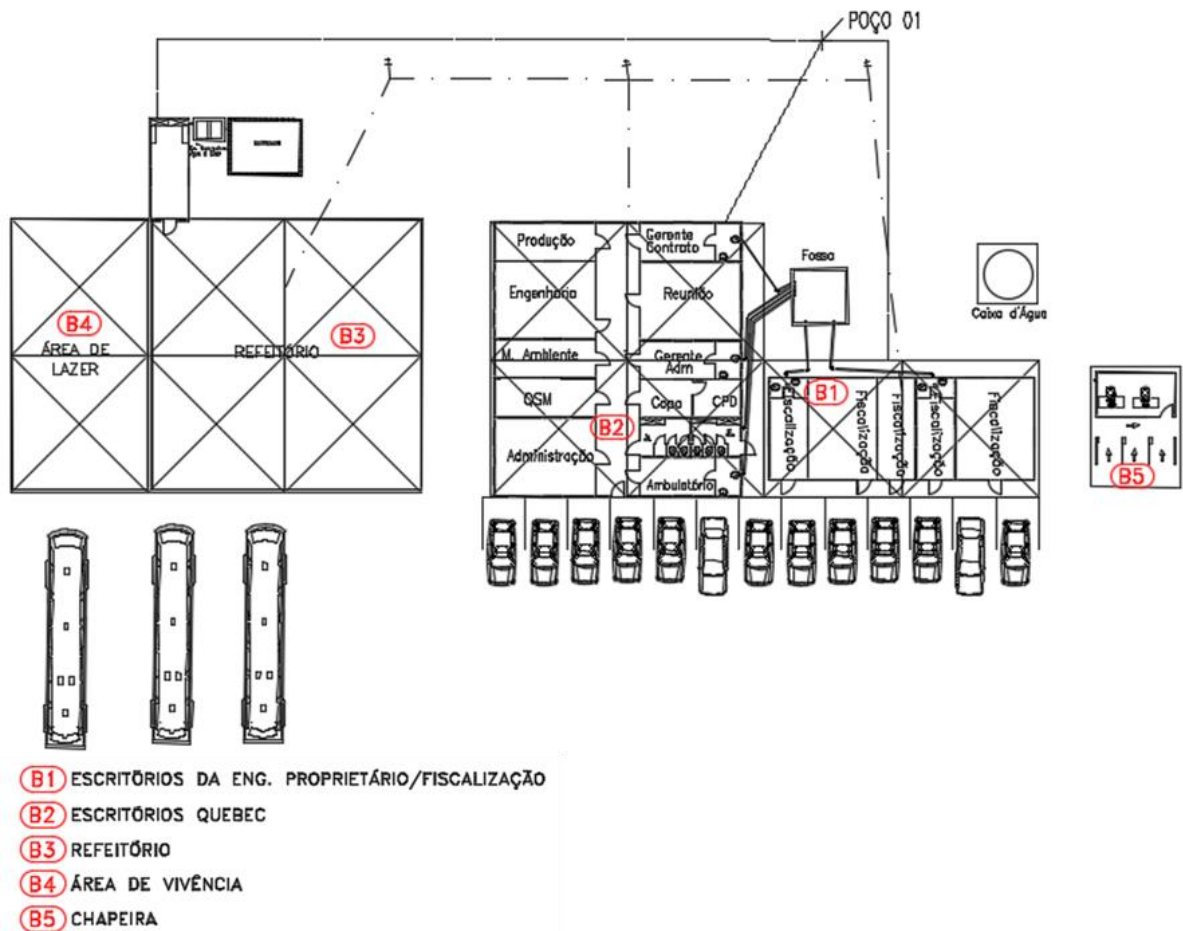 POÇO 01
Produção
Gerente
Contrato
Fossa
Engenharia
Reunião
Caixa d'Água
B4
ÁREA DE
LAZER
REFEITÓRIO
B3
M. Ambiente
Gerente
Adm
QSM
Copa
CPD
B1
Fiscalização
Fiscalização
Fiscalização
Fiscalização
Fiscalização
B2
Administração
Ambulatório
B5
B1 ESCRITÓRIOS DA ENG. PROPRIETÁRIO/FISCALIZAÇÃO
B2 ESCRITÓRIOS QUEBEC
B3 REFEITÓRIO
B4 ÁREA DE VIVÊNCIA
B5 CHAPEIRA